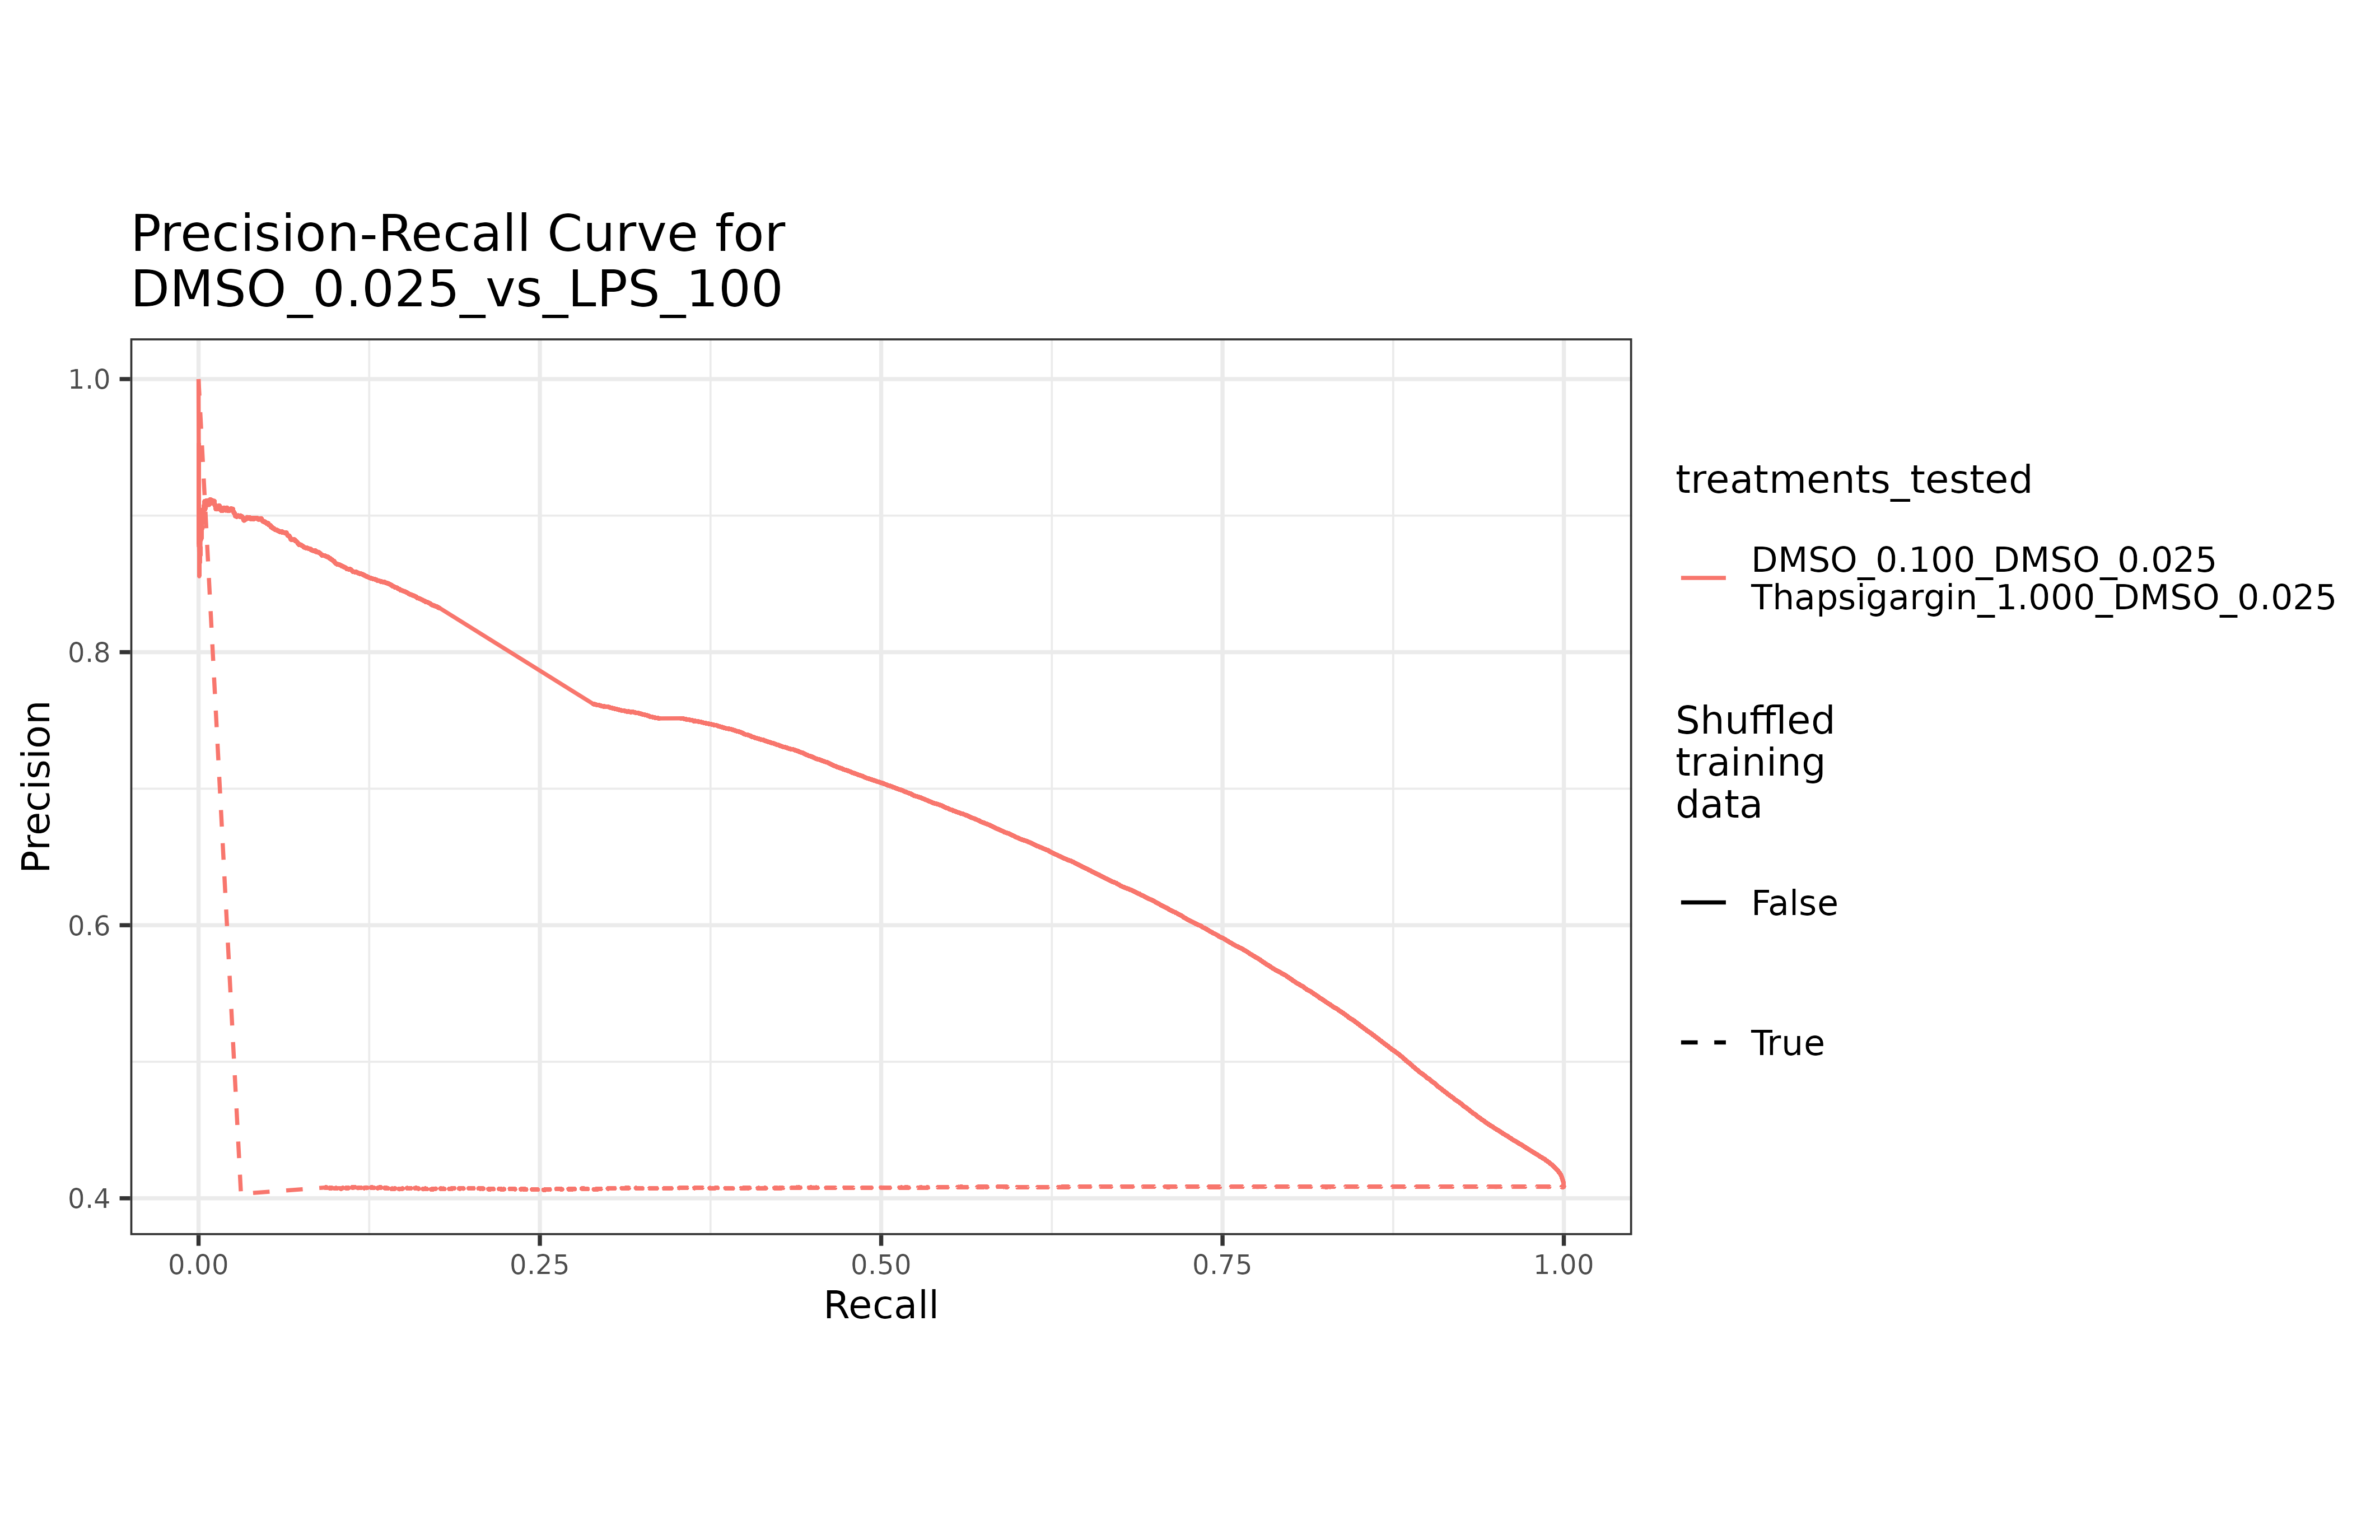 Precision-Recall Curve for
DMSO_0.025_vs_LPS_100
Precision
1.0
0.8
0.6
0.4
0.00
0.25
0.50
0.75
1.00
Recall
treatments_tested
DMSO_0.100_DMSO_0.025
Thapsigargin_1.000_DMSO_0.025
Shuffled
training
data
False
True